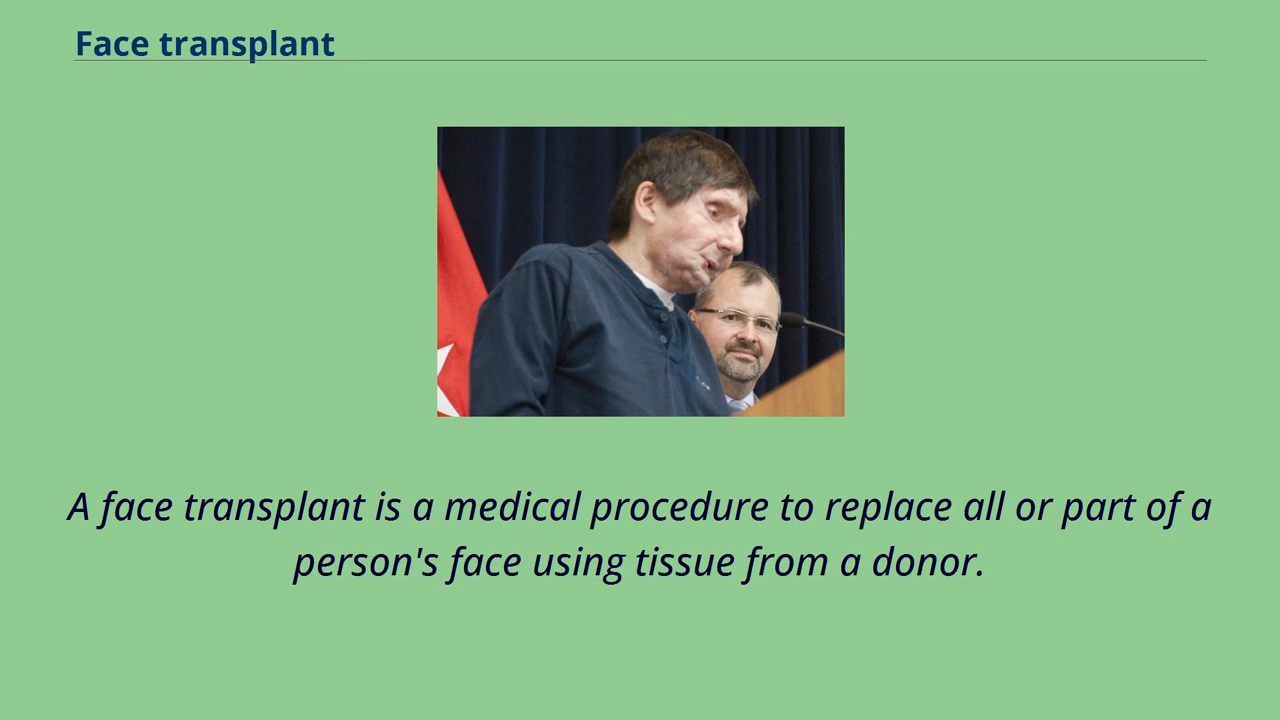 Face transplant
A face transplant is a medical procedure to replace all or part of a
person's face using tissue from a donor.